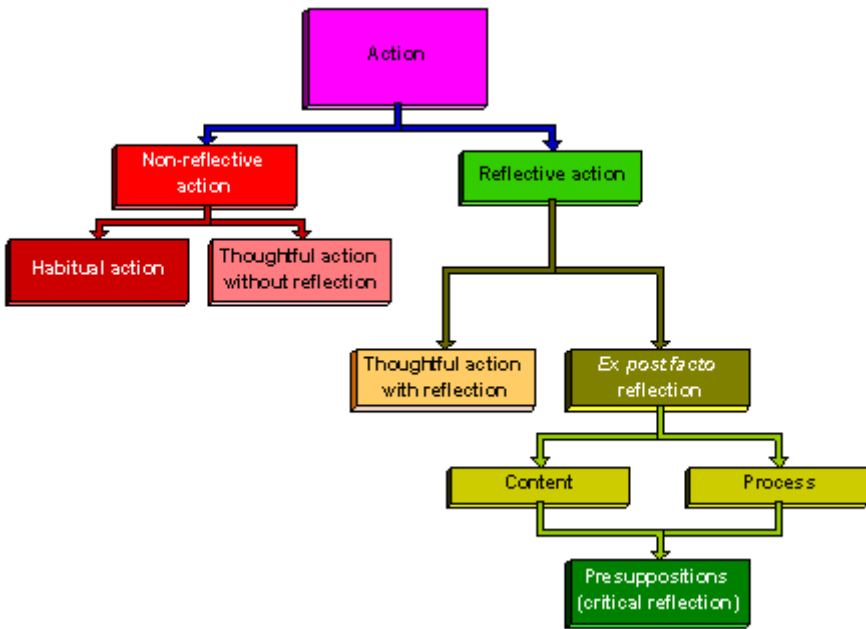 Action
Non-reflective
action
Reflective action
Habitual action
Thoughtful action
without reflection
Thoughtful action
with reflection
Ex post facto
reflection
Content
Process
Presuppositions
(critical reflection)